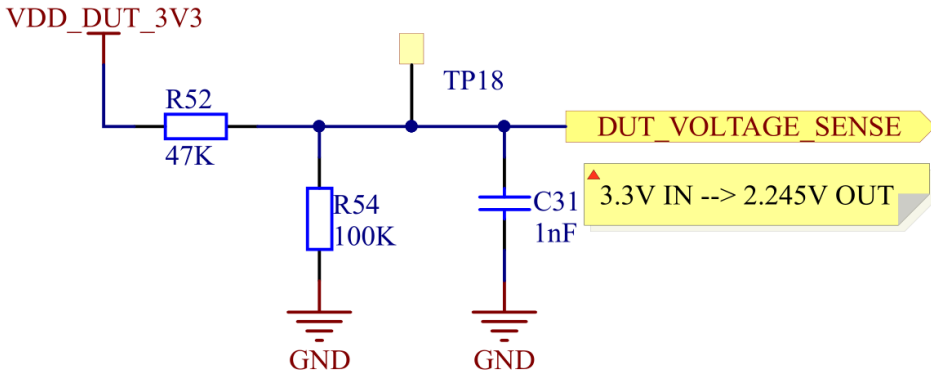 VDD_DUT_3V3
TP18
R52
47K
DUT_VOLTAGE_SENSE
3.3V IN --> 2.245V OUT
R54
100K
C31
1nF
GND
GND